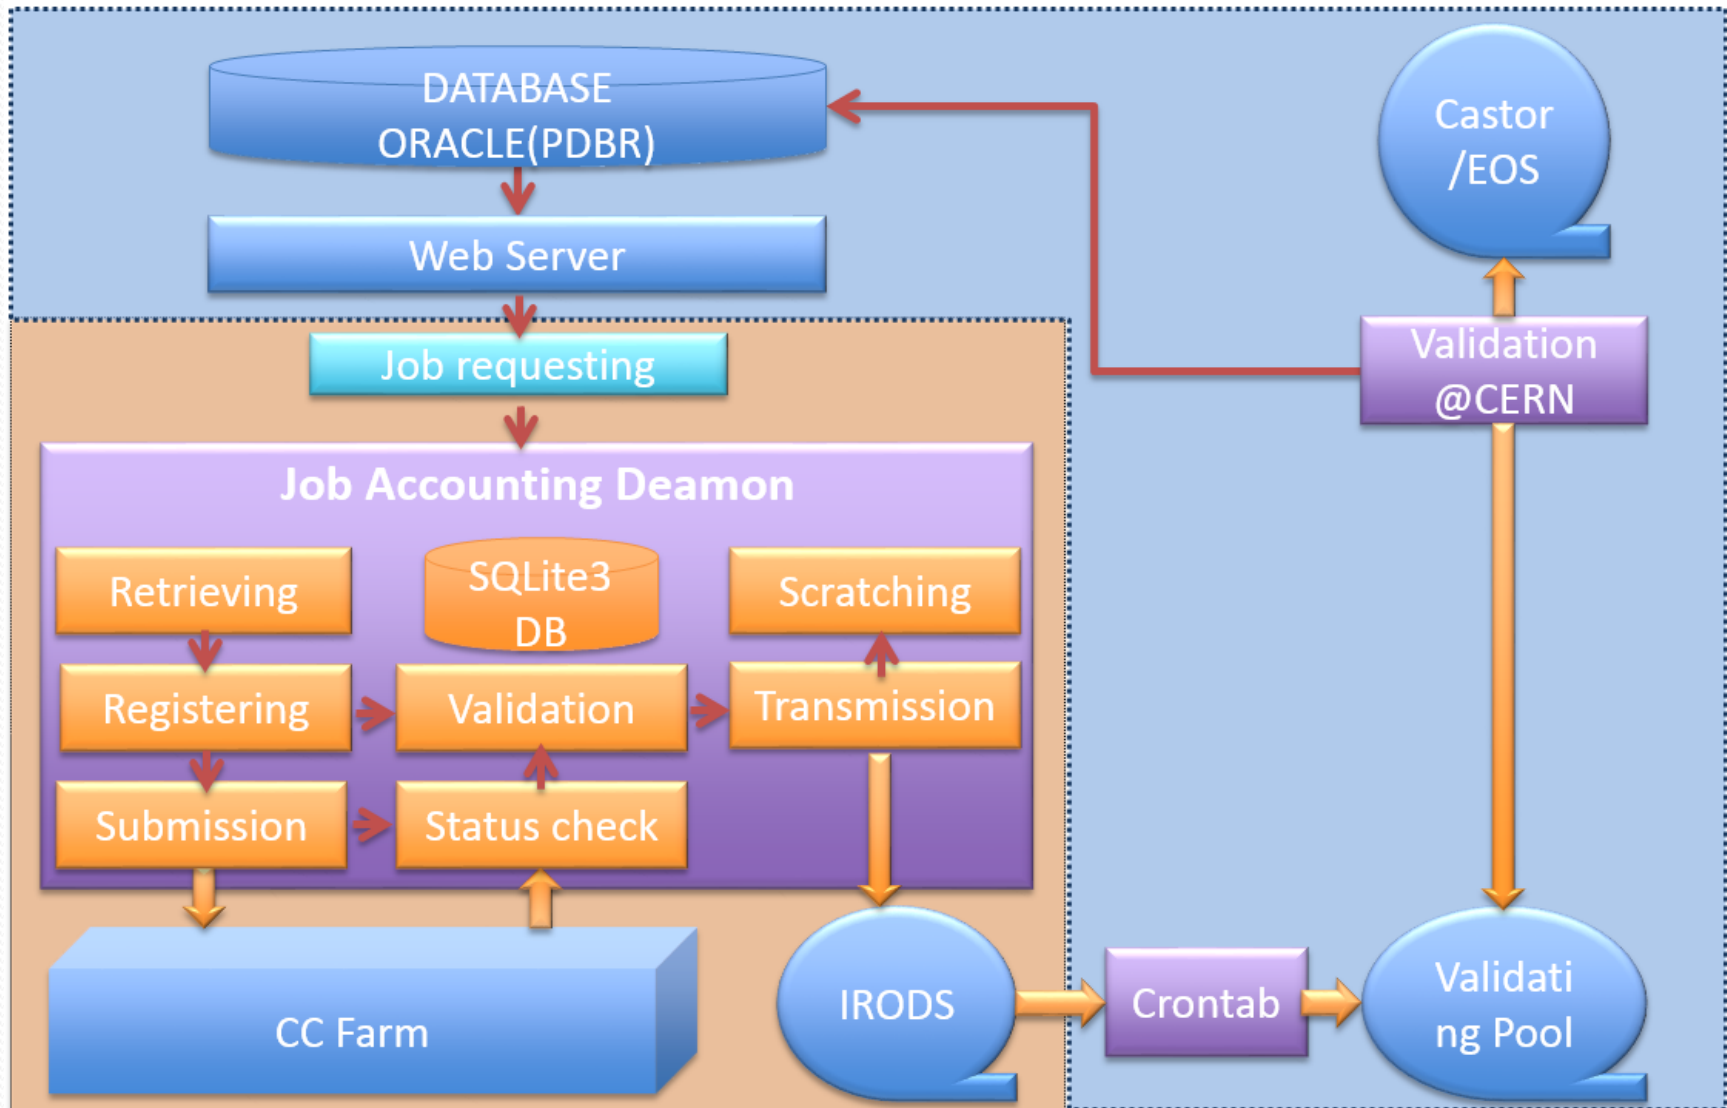 DATABASE
ORACLE(PDBR)
Web Server
Job requesting
Castor
/EOS
Validation
@CERN
Job Accounting Deamon
Retrieving
SQLite3
DB
Scratching
Registering
Validation
Transmission
Submission
Status check
CC Farm
IRODS
Crontab
Validati
ng Pool